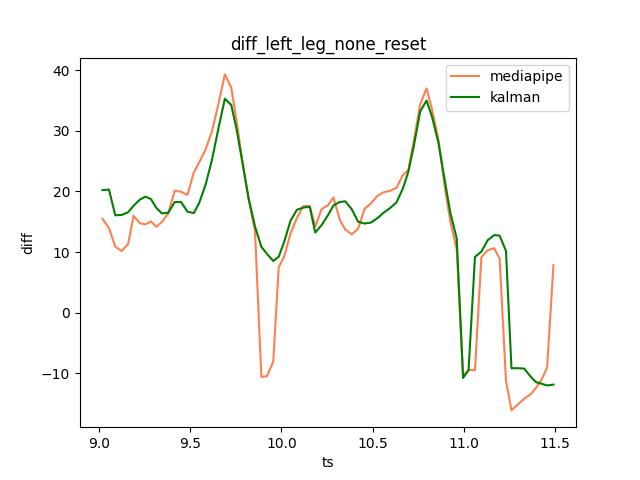 diff_left_leg_none_reset
mediapipe
kalman
40
30
20
10
0
−10
diff
9.0 9.5 10.0 10.5 11.0 11.5
ts